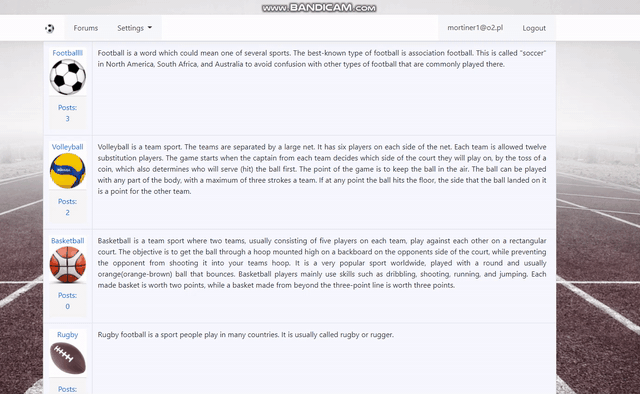 WWW.BANDICAM.COM
Forums Settings mortiner1@o2.pl Logout
Football!
Football is a word which could mean one of several sports. The best-known type of football is association football. This is called "soccer"
in North America, South Africa, and Australia to avoid confusion with other types of football that are commonly played there.
Posts:
3
Volleyball
Volleyball is a team sport. The teams are separated by a large net. It has six players on each side of the net. Each team is allowed twelve
substitution players. The game starts when the captain from each team decides which side of the court they will play on, by the toss of a
coin, which also determines who will serve (hit) the ball first. The point of the game is to keep the ball in the air. The ball can be played
with any part of the body, with a maximum of three strokes a team. If at any point the ball hits the floor, the side that the ball landed on it
is a point for the other team.
Posts:
2
Basketball
Basketball is a team sport where two teams, usually consisting of five players on each team, play against each other on a rectangular
court. The objective is to get the ball through a hoop mounted high on a backboard on the opponents side of the court, while preventing
the opponent from shooting it into your teams hoop. It is a very popular sport worldwide, played with a round and usually
orange(orange-brown) ball that bounces. Basketball players mainly use skills such as dribbling, shooting, running, and jumping. Each
made basket is worth two points, while a basket made from beyond the three-point line is worth three points.
Posts:
0
Rugby
Rugby football is a sport people play in many countries. It is usually called rugby or rugger.
Posts: